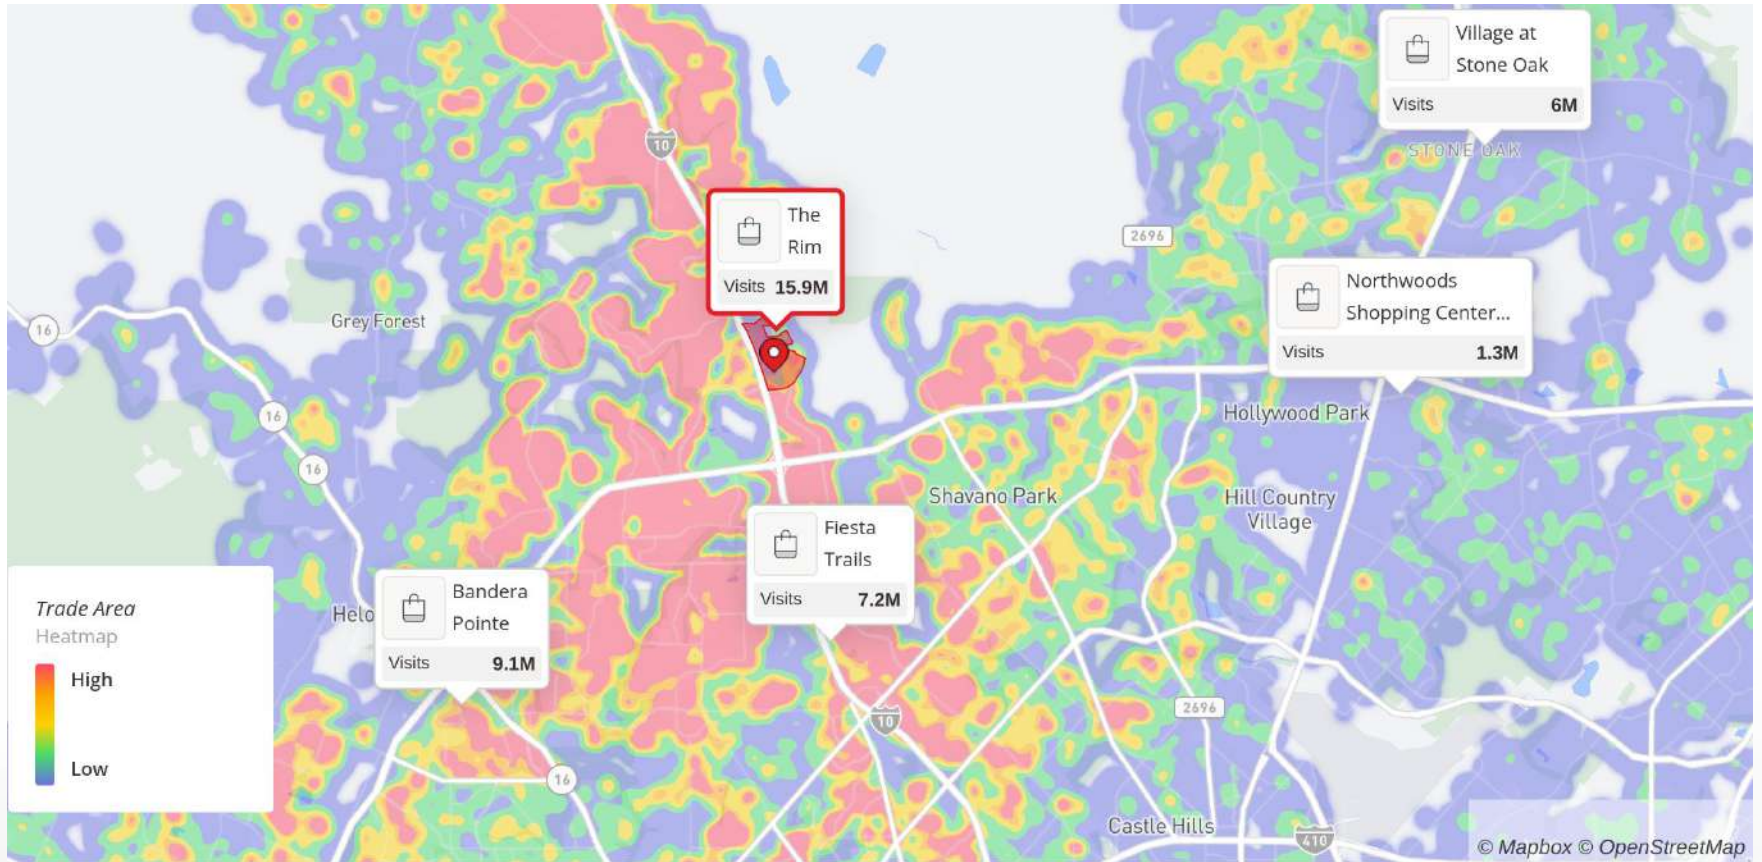 Village at
Stone Oak
Visits 6M
STONE OAK
10
The
Rim
Visits 15.9M
2696
Northwoods
Shopping Center...
Visits 1.3M
Grey Forest
16
16
Hollywood Park
16
Shavano Park
Hill Country
Village
Fiesta
Trails
Visits 7.2M
Bandera
Pointe
Visits 9.1M
Helo
Trade Area
Heatmap
High
Low
10
2696
16
Castle Hills
410
© Mapbox © OpenStreetMap